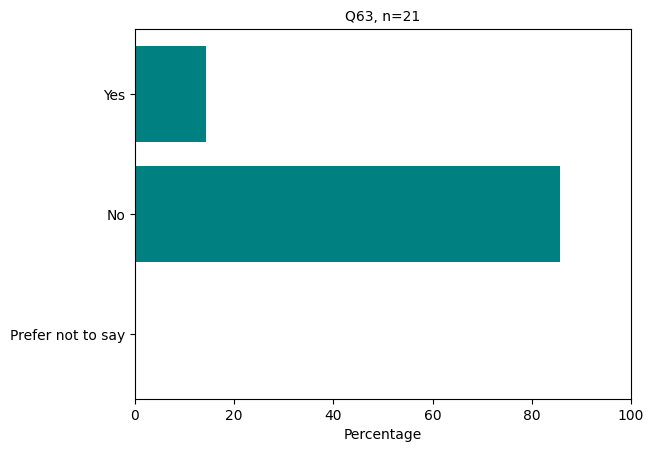 Q63, n=21
Yes
No
Prefer not to say
0 20 40 60 80 100
Percentage